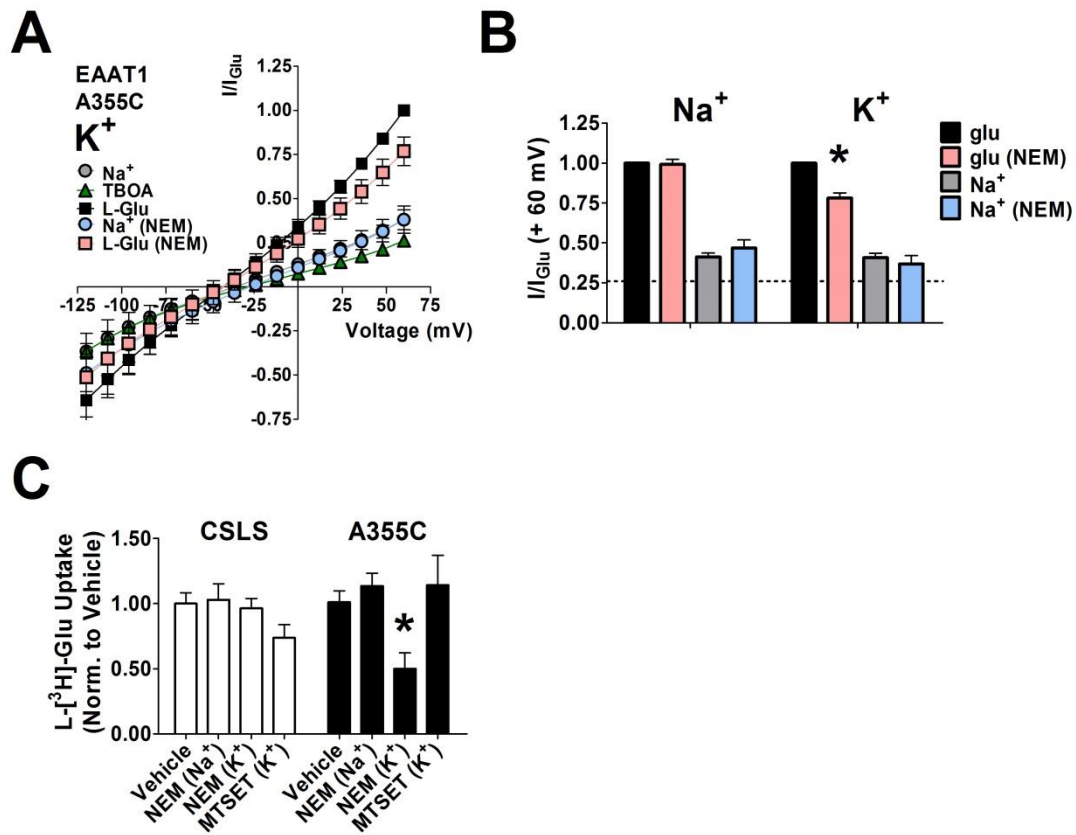 A
EAAT1
A355C
K+
Na+
TBOA
L-Glu
Na+ (NEM)
L-Glu (NEM)
I/IGlu
1.25
1.00
0.75
0.50
0.25
-125 -100 -75 -50 -25 25 50 75
Voltage (mV)
-0.25
-0.50
-0.75
B
Na+ K+
I/IGlu (+ 60 mV)
1.25
1.00
0.75
0.50
0.25
0.00
*
glu
glu (NEM)
Na+
Na+ (NEM)
C
CSLS A355C
L-[3H]-Glu Uptake
(Norm. to Vehicle)
1.50
1.00
0.50
0.00
*
Vehicle
NEM (Na+)
NEM (K+)
MTSET (K+)
Vehicle
NEM (Na+)
NEM (K+)
MTSET (K+)